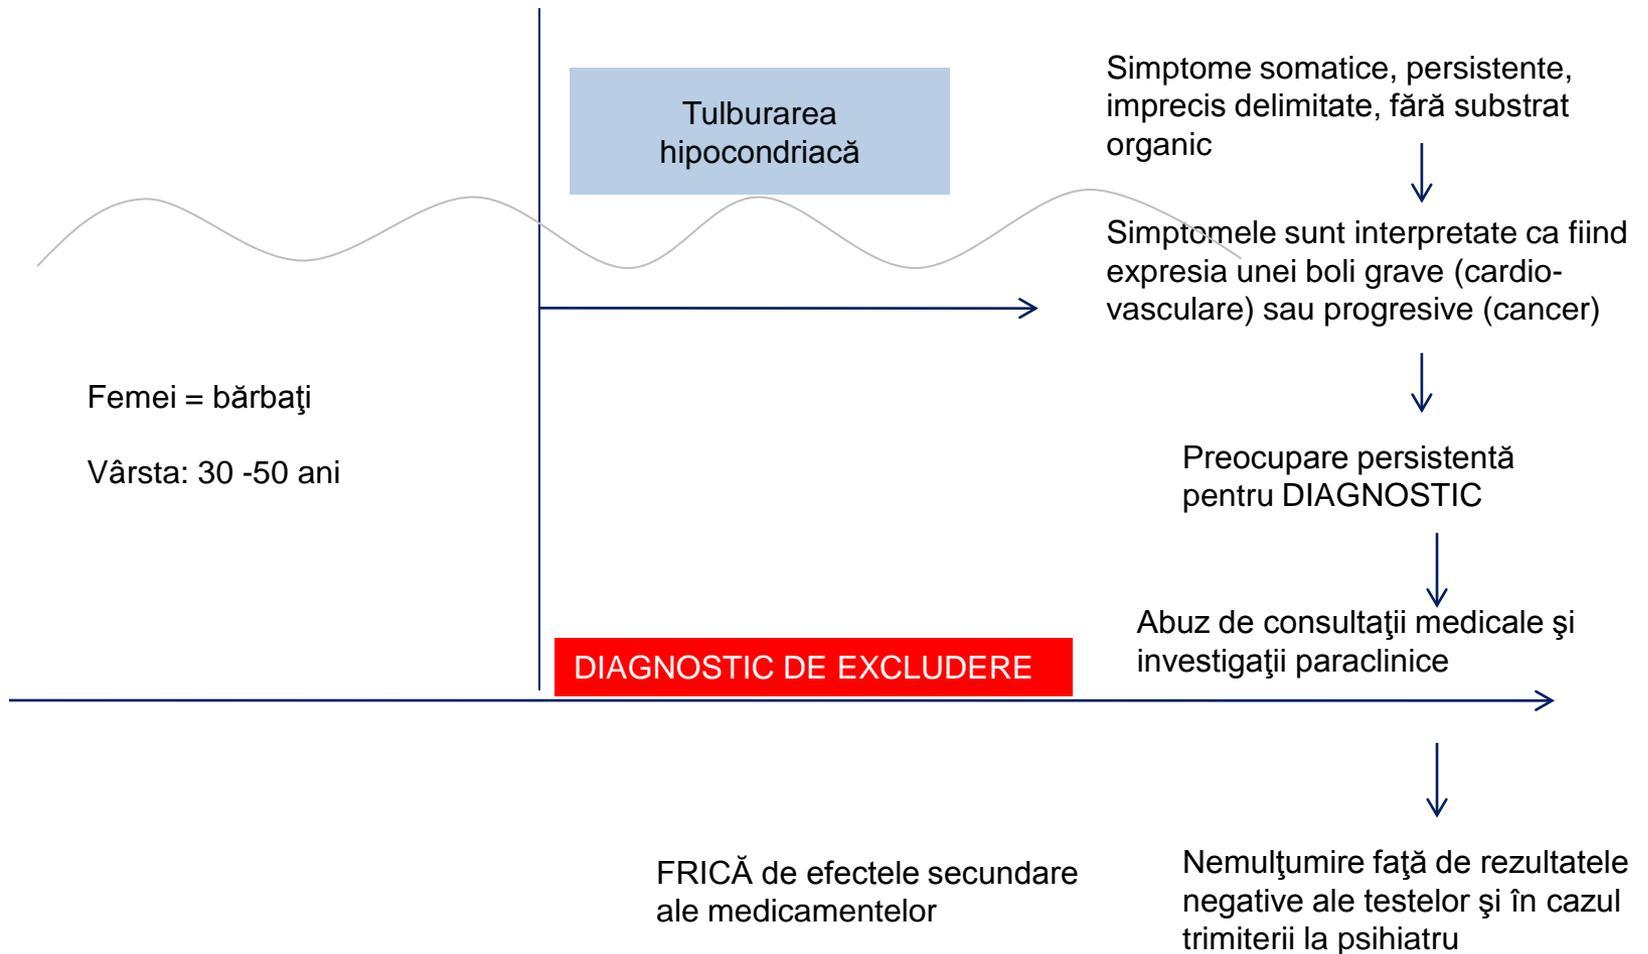 Tulburarea
hipocondriacă
Simptome somatice, persistente,
imprecis delimitate, fără substrat
organic
Simptomele sunt interpretate ca fiind
expresia unei boli grave (cardio-
vasculare) sau progresive (cancer)
Femei = bărbaţi
Vârsta: 30 -50 ani
Preocupare persistentă
pentru DIAGNOSTIC
Abuz de consultaţii medicale şi
investigaţii paraclinice
DIAGNOSTIC DE EXCLUDERE
FRICĂ de efectele secundare
ale medicamentelor
Nemulţumire faţă de rezultatele
negative ale testelor şi în cazul
trimiterii la psihiatru